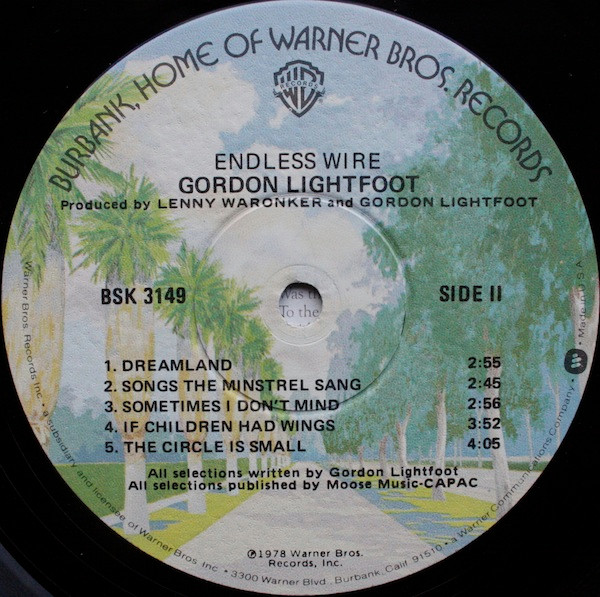 BURBANK, HOME OF WARNER BROS. RECORDS
WB
RECORDS
ENDLESS WIRE
GORDON LIGHTFOOT
Produced by LENNY WARONKER and GORDON LIGHTFOOT
BSK 3149
SIDE II
Was
To the
1. DREAMLAND 2:55
2. SONGS THE MINSTREL SANG 2:45
3. SOMETIMES I DON'T MIND 2:56
4. IF CHILDREN HAD WINGS 3:52
5. THE CIRCLE IS SMALL 4:05
All selections written by Gordon Lightfoot
All selections published by Moose Music-CAPAC
℗1978 Warner Bros.
Records, Inc.
Warner Bros. Records Inc. • a subsidiary and licensee of Warner Bros. Inc. • 3300 Warner Blvd., Burbank, Calif. 91510 • a Warner Communications Company. • Made in U.S.A.